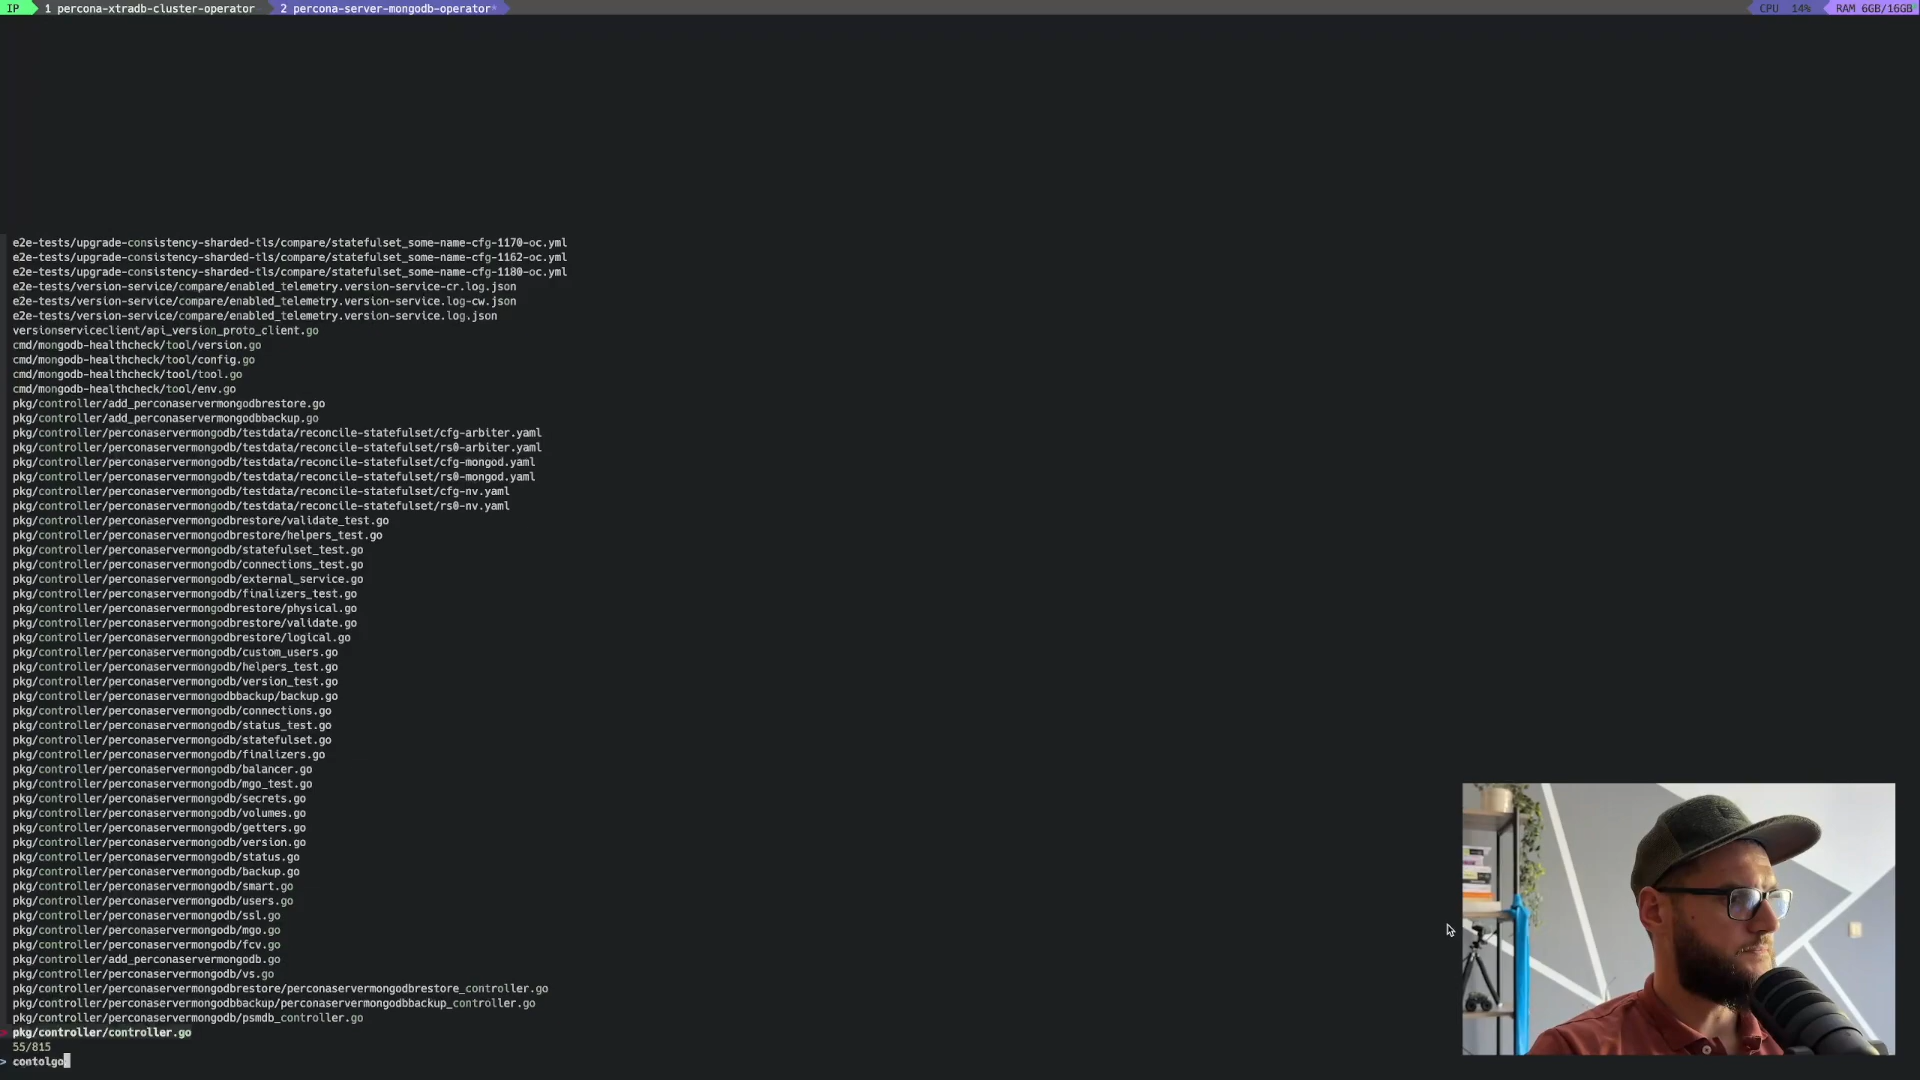 IP 1 percona-xtradb-cluster-operator 2 percona-server-mongodb-operator* CPU 14% RAM 6GB/16GB
e2e-tests/upgrade-consistency-sharded-tls/compare/statefulset_some-name-cfg-1170-oc.yml
e2e-tests/upgrade-consistency-sharded-tls/compare/statefulset_some-name-cfg-1162-oc.yml
e2e-tests/upgrade-consistency-sharded-tls/compare/statefulset_some-name-cfg-1180-oc.yml
e2e-tests/version-service/compare/enabled_telemetry.version-service-cr.log.json
e2e-tests/version-service/compare/enabled_telemetry.version-service.log-cw.json
e2e-tests/version-service/compare/enabled_telemetry.version-service.log.json
versionserviceclient/api_version_proto_client.go
cmd/mongodb-healthcheck/tool/version.go
cmd/mongodb-healthcheck/tool/config.go
cmd/mongodb-healthcheck/tool/tool.go
cmd/mongodb-healthcheck/tool/env.go
pkg/controller/add_perconaservermongodbrestore.go
pkg/controller/add_perconaservermongodbbackup.go
pkg/controller/perconaservermongodb/testdata/reconcile-statefulset/cfg-arbiter.yaml
pkg/controller/perconaservermongodb/testdata/reconcile-statefulset/rs0-arbiter.yaml
pkg/controller/perconaservermongodb/testdata/reconcile-statefulset/cfg-mongod.yaml
pkg/controller/perconaservermongodb/testdata/reconcile-statefulset/rs0-mongod.yaml
pkg/controller/perconaservermongodb/testdata/reconcile-statefulset/cfg-nv.yaml
pkg/controller/perconaservermongodb/testdata/reconcile-statefulset/rs0-nv.yaml
pkg/controller/perconaservermongodbrestore/validate_test.go
pkg/controller/perconaservermongodbrestore/helpers_test.go
pkg/controller/perconaservermongodb/statefulset_test.go
pkg/controller/perconaservermongodb/connections_test.go
pkg/controller/perconaservermongodb/external_service.go
pkg/controller/perconaservermongodb/finalizers_test.go
pkg/controller/perconaservermongodbrestore/physical.go
pkg/controller/perconaservermongodbrestore/validate.go
pkg/controller/perconaservermongodbrestore/logical.go
pkg/controller/perconaservermongodb/custom_users.go
pkg/controller/perconaservermongodb/helpers_test.go
pkg/controller/perconaservermongodb/version_test.go
pkg/controller/perconaservermongodbbackup/backup.go
pkg/controller/perconaservermongodb/connections.go
pkg/controller/perconaservermongodb/status_test.go
pkg/controller/perconaservermongodb/statefulset.go
pkg/controller/perconaservermongodb/finalizers.go
pkg/controller/perconaservermongodb/balancer.go
pkg/controller/perconaservermongodb/mgo_test.go
pkg/controller/perconaservermongodb/secrets.go
pkg/controller/perconaservermongodb/volumes.go
pkg/controller/perconaservermongodb/getters.go
pkg/controller/perconaservermongodb/version.go
pkg/controller/perconaservermongodb/status.go
pkg/controller/perconaservermongodb/backup.go
pkg/controller/perconaservermongodb/smart.go
pkg/controller/perconaservermongodb/users.go
pkg/controller/perconaservermongodb/ssl.go
pkg/controller/perconaservermongodb/mgo.go
pkg/controller/perconaservermongodb/fcv.go
pkg/controller/add_perconaservermongodb.go
pkg/controller/perconaservermongodb/vs.go
pkg/controller/perconaservermongodbrestore/perconaservermongodbrestore_controller.go
pkg/controller/perconaservermongodbbackup/perconaservermongodbbackup_controller.go
pkg/controller/perconaservermongodb/psmdb_controller.go
> pkg/controller/controller.go
55/815
> contolgo